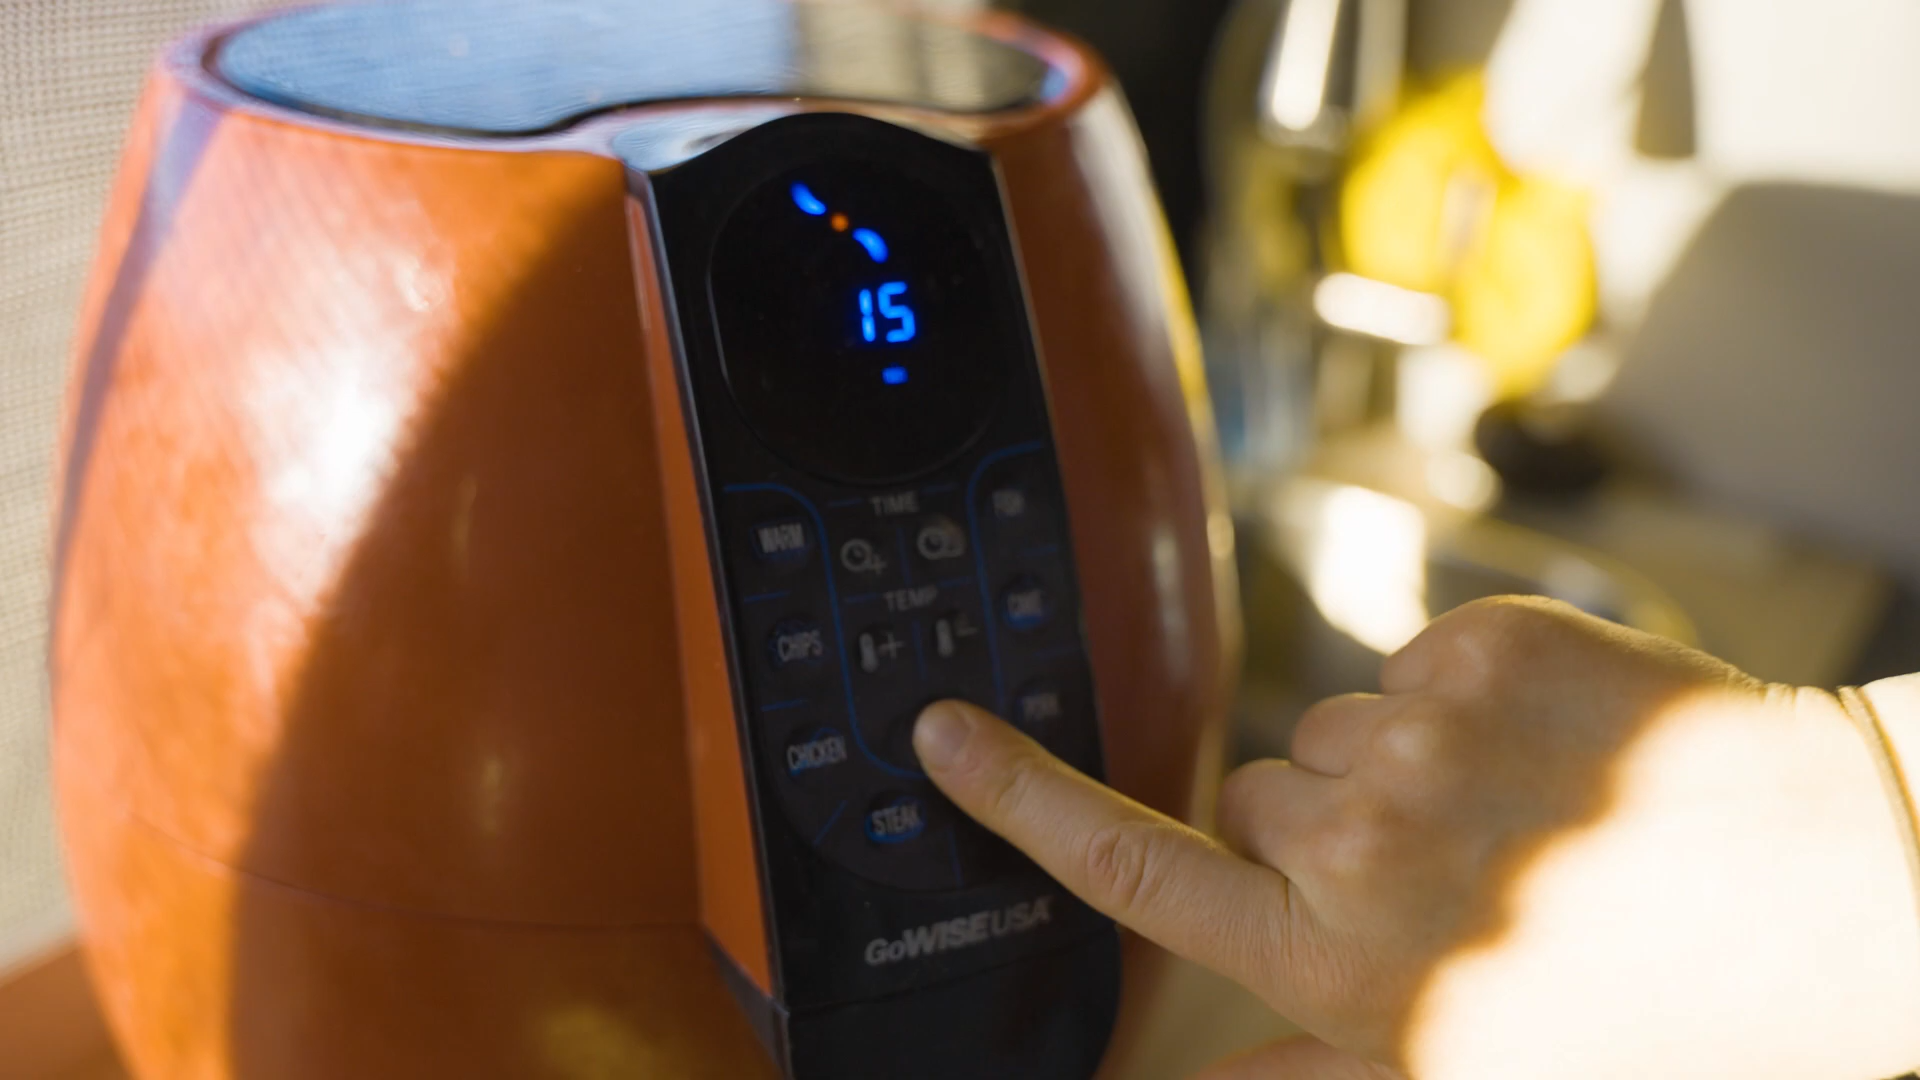 15
TIME
FISH
WARM
TEMP
CAKE
CHIPS
PORK
CHICKEN
STEAK
GoWISEUSA